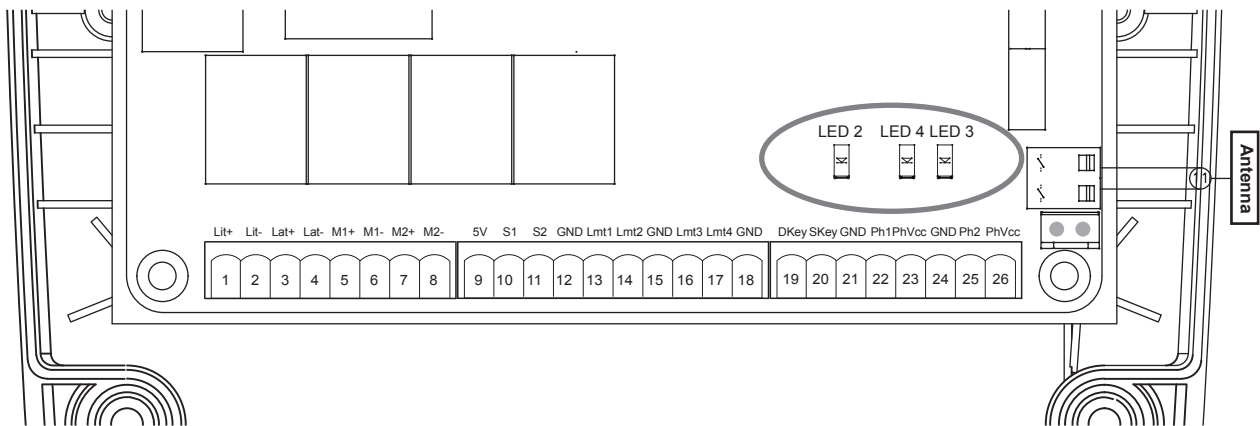 LED 2 LED 4 LED 3
11
Antenna
Lit+ Lit- Lat+ Lat- M1+ M1- M2+ M2- 5V S1 S2 GND Lmt1 Lmt2 GND Lmt3 Lmt4 GND DKey SKey GND Ph1 PhVcc GND Ph2 PhVcc
1 2 3 4 5 6 7 8 9 10 11 12 13 14 15 16 17 18 19 20 21 22 23 24 25 26